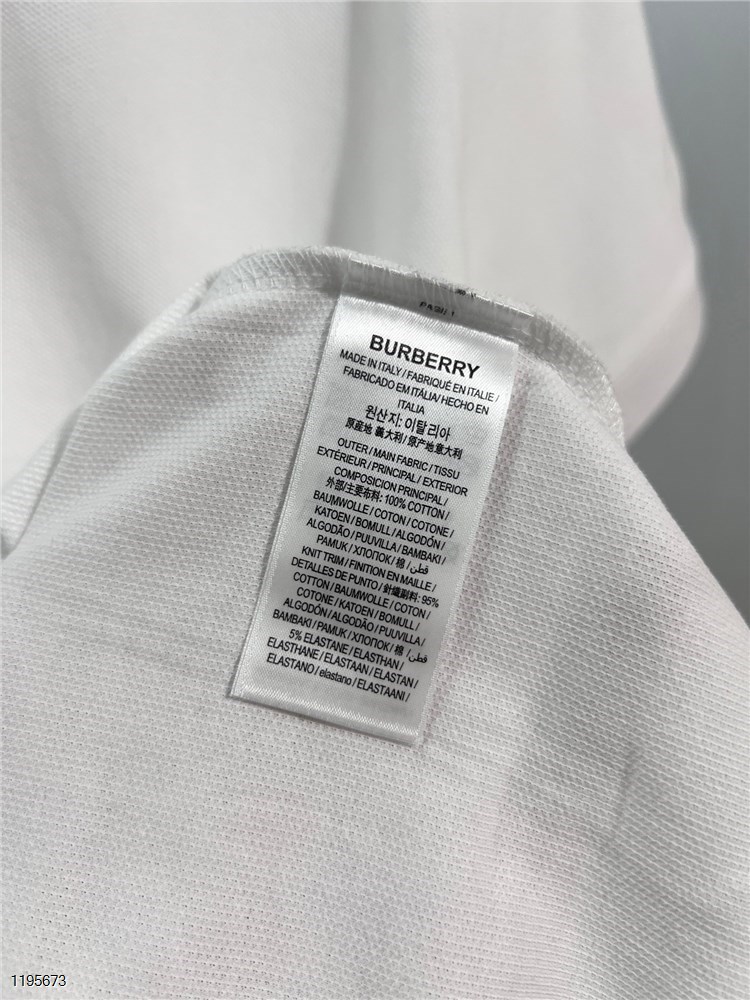 BURBERRY
MADE IN ITALY / FABRIQUÉ EN ITALIE /
FABRICADO EM ITÁLIA/ HECHO EN
ITALIA
원산지: 이탈리아
原産地 義大利 / 原产地意大利
OUTER / MAIN FABRIC / TISSU
EXTÉRIEUR / PRINCIPAL / EXTERIOR
COMPOSICION PRINCIPAL /
外部/主要布料: 100% COTTON /
BAUMWOLLE / COTON / COTONE /
KATOEN / BOMULL / ALGODÓN /
ALGODÃO / PUUVILLA / BAMBAKI /
PAMUK / ХЛОПОК / 棉 / قطن /
KNIT TRIM / FINITION EN MAILLE /
DETALLES DE PUNTO / 針織副料: 95%
COTTON / BAUMWOLLE / COTON /
COTONE / KATOEN / BOMULL /
ALGODÓN / ALGODÃO / PUUVILLA /
BAMBAKI / PAMUK / ХЛОПОК / 棉 / قطن /
5% ELASTANE / ELASTHAN /
ELASTHANE / ELASTAAN / ELASTAN /
ELASTANO / elastano / ELASTAANI /
1195673